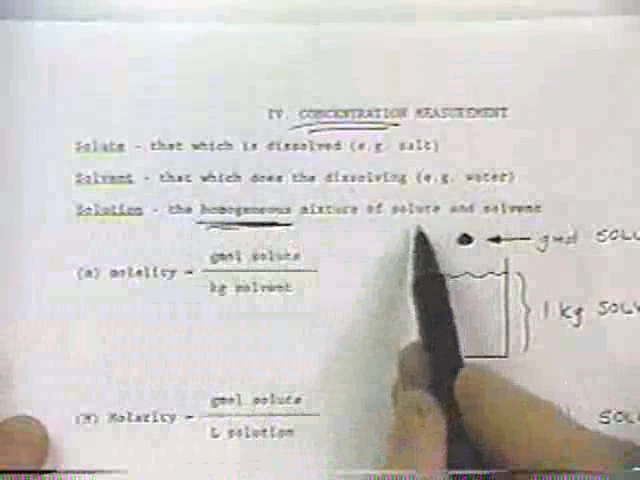 IV. CONCENTRATION MEASUREMENT
Solute - that which is dissolved (e.g. salt)
Solvent - that which does the dissolving (e.g. water)
Solution - the homogeneous mixture of solute and solvent
gmol SOLU
(m) molality = gmol solute
kg solvent
1 kg SOLV
(M) Molarity = gmol solute
L solution
SOL